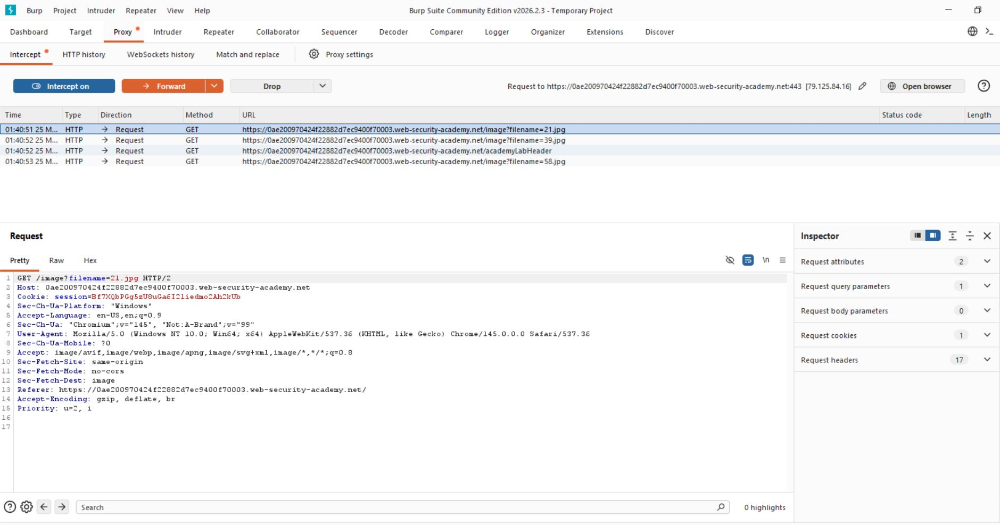 Burp Project Intruder Repeater View Help Burp Suite Community Edition v2026.2.3 - Temporary Project
Dashboard Target Proxy Intruder Repeater Collaborator Sequencer Decoder Comparer Logger Organizer Extensions Discover
Intercept HTTP history WebSockets history Match and replace Proxy settings
Intercept on Forward Drop Request to https://0ae200970424f22882d7ec9400f70003.web-security-academy.net:443 [79.125.84.16] Open browser
Time Type Direction Method URL Status code Length
01:40:51 25 M... HTTP → Request GET https://0ae200970424f22882d7ec9400f70003.web-security-academy.net/image?filename=21.jpg
01:40:52 25 M... HTTP → Request GET https://0ae200970424f22882d7ec9400f70003.web-security-academy.net/image?filename=39.jpg
01:40:52 25 M... HTTP → Request GET https://0ae200970424f22882d7ec9400f70003.web-security-academy.net/academyLabHeader
01:40:53 25 M... HTTP → Request GET https://0ae200970424f22882d7ec9400f70003.web-security-academy.net/image?filename=58.jpg
Request
Pretty Raw Hex \n
1 GET /image?filename=21.jpg HTTP/2
2 Host: 0ae200970424f22882d7ec9400f70003.web-security-academy.net
3 Cookie: session=Bf7XQbPGg5zU8uGa6I2liedmo2Ah2kUb
4 Sec-Ch-Ua-Platform: "Windows"
5 Accept-Language: en-US,en;q=0.9
6 Sec-Ch-Ua: "Chromium";v="145", "Not:A-Brand";v="99"
7 User-Agent: Mozilla/5.0 (Windows NT 10.0; Win64; x64) AppleWebKit/537.36 (KHTML, like Gecko) Chrome/145.0.0.0 Safari/537.36
8 Sec-Ch-Ua-Mobile: ?0
9 Accept: image/avif,image/webp,image/apng,image/svg+xml,image/*,*/*;q=0.8
10 Sec-Fetch-Site: same-origin
11 Sec-Fetch-Mode: no-cors
12 Sec-Fetch-Dest: image
13 Referer: https://0ae200970424f22882d7ec9400f70003.web-security-academy.net/
14 Accept-Encoding: gzip, deflate, br
15 Priority: u=2, i
16
17
Search 0 highlights
Inspector
Request attributes 2
Request query parameters 1
Request body parameters 0
Request cookies 1
Request headers 17